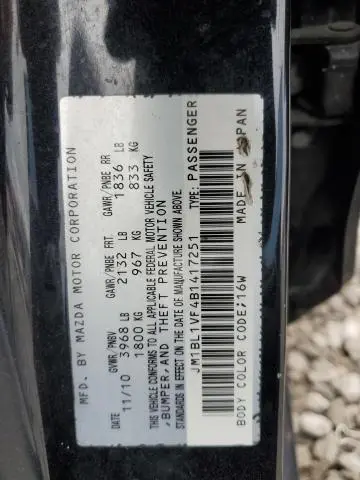 MFD. BY MAZDA MOTOR CORPORATION
GVWR/PNBV GAWR/PNBE FRT. GAWR/PNBE RR
DATE 11/10 3968 LB 2132 LB 1836 LB
1800 KG 967 KG 833 KG
THIS VEHICLE CONFORMS TO ALL APPLICABLE FEDERAL MOTOR VEHICLE SAFETY
STANDARDS IN EFFECT ON THE DATE OF MANUFACTURE SHOWN ABOVE.
,BUMPER,AND THEFT PREVENTION
JM1BL1VF4B1417251 TYPE: PASSENGER
BODY COLOR CODE;16W MADE IN JAPAN